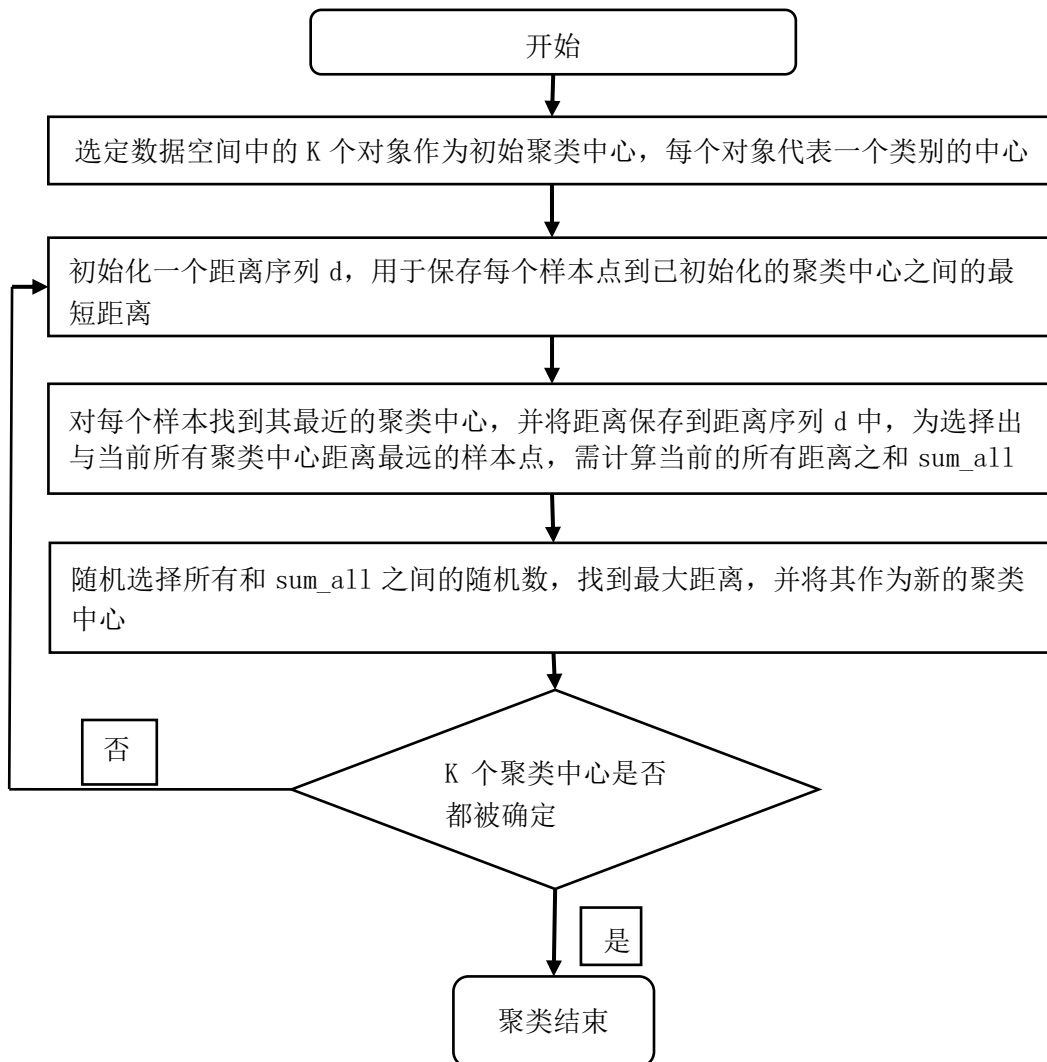 开始
选定数据空间中的 K 个对象作为初始聚类中心，每个对象代表一个类别的中心
初始化一个距离序列 d，用于保存每个样本点到已初始化的聚类中心之间的最
短距离
对每个样本找到其最近的聚类中心，并将距离保存到距离序列 d 中，为选择出
与当前所有聚类中心距离最远的样本点，需计算当前的所有距离之和 sum_all
随机选择所有和 sum_all 之间的随机数，找到最大距离，并将其作为新的聚类
中心
否
K 个聚类中心是否
都被确定
是
聚类结束